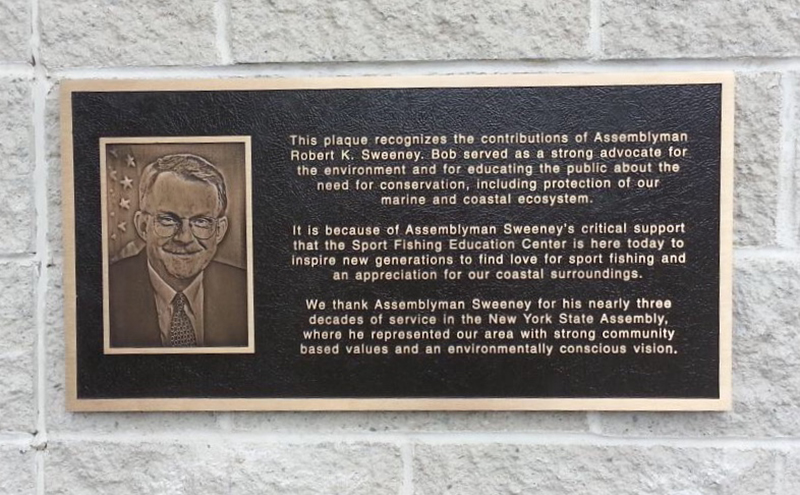 This plaque recognizes the contributions of Assemblyman
Robert K. Sweeney. Bob served as a strong advocate for
the environment and for educating the public about the
need for conservation, including protection of our
marine and coastal ecosystem.
It is because of Assemblyman Sweeney's critical support
that the Sport Fishing Education Center is here today to
inspire new generations to find love for sport fishing and
an appreciation for our coastal surroundings.
We thank Assemblyman Sweeney for his nearly three
decades of service in the New York State Assembly,
where he represented our area with strong community
based values and an environmentally conscious vision.